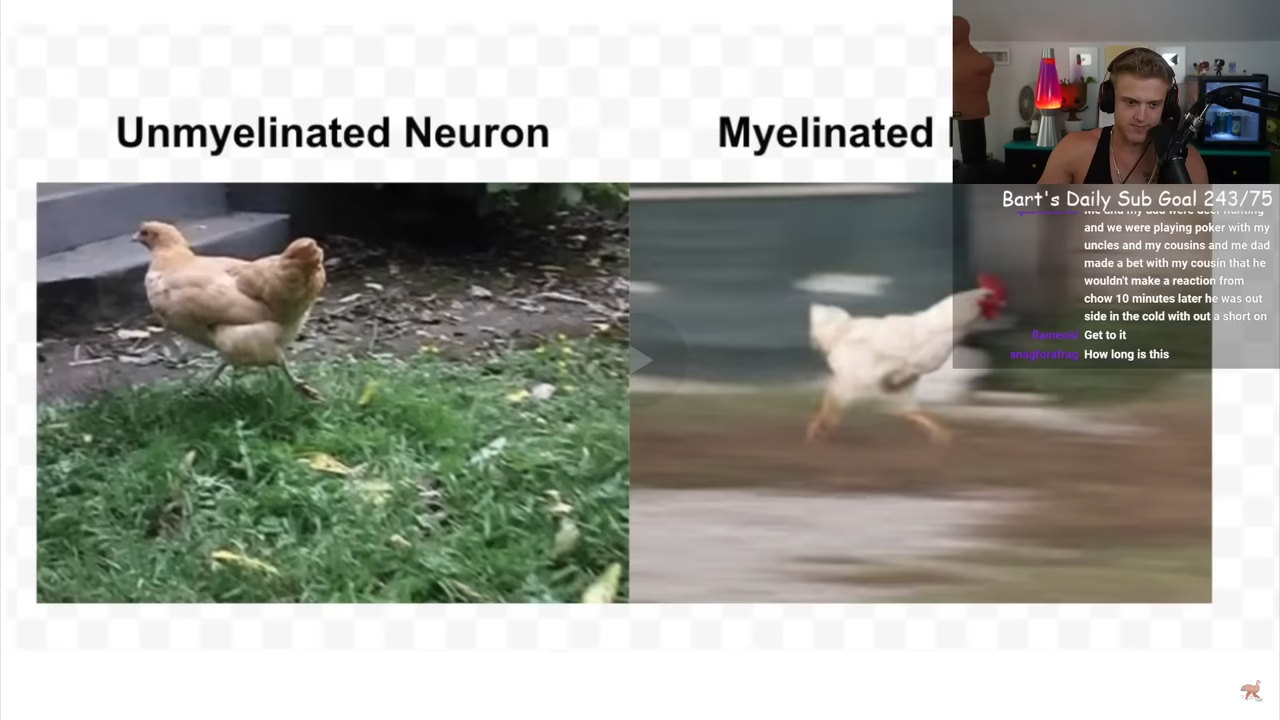 Unmyelinated Neuron
Myelinated
Bart's Daily Sub Goal 243/75
Me and my dad were deer hunting
and we were playing poker with my
uncles and my cousins and me dad
made a bet with my cousin that he
wouldn't make a reaction from
chow 10 minutes later he was out
side in the cold with out a short on
Get to it
snagforafrag How long is this